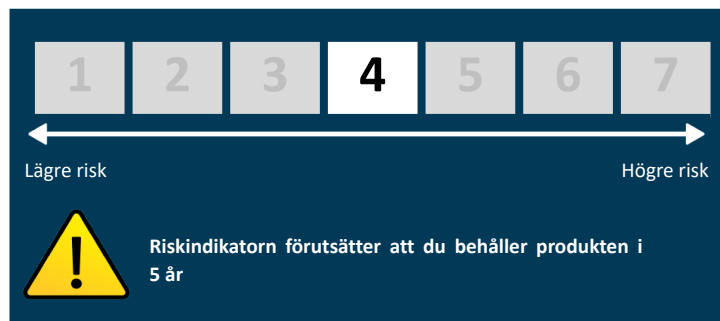 1 2 3 4 5 6 7
Lägre risk Högre risk
Riskindikatorn förutsätter att du behåller produkten i
5 år